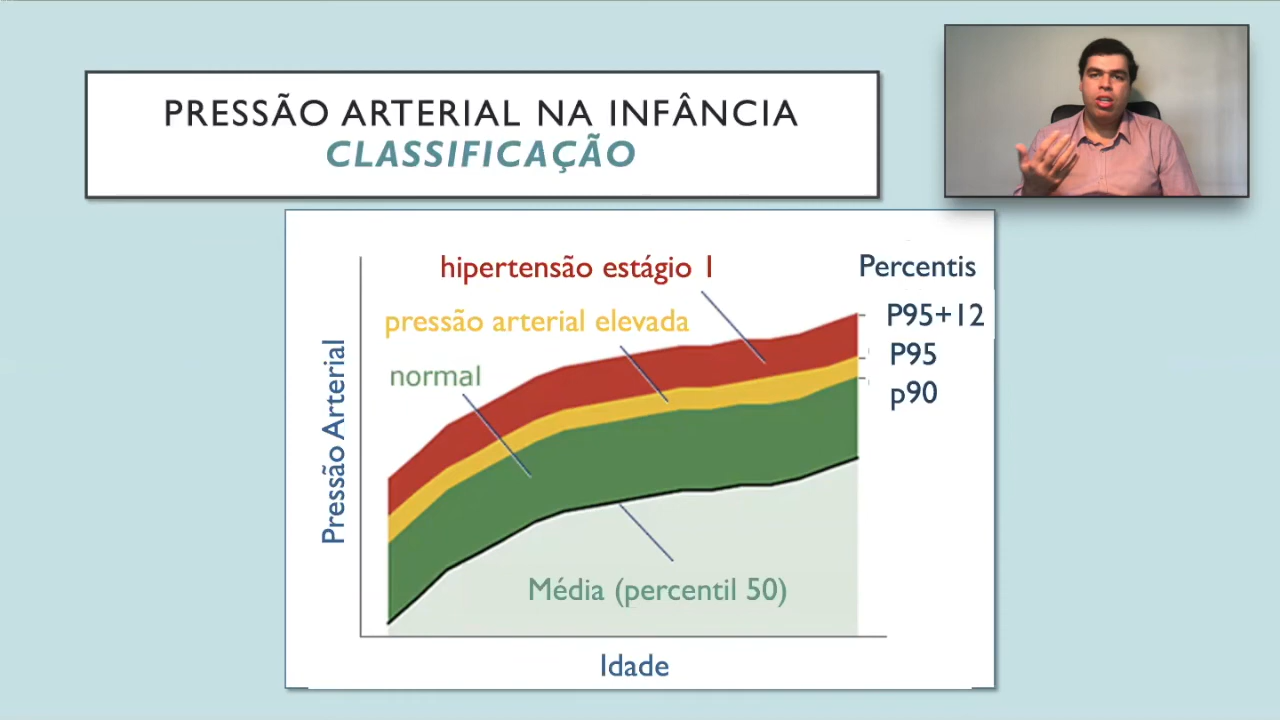 PRESSÃO ARTERIAL NA INFÂNCIA
CLASSIFICAÇÃO
hipertensão estágio 1
Percentis
pressão arterial elevada
P95+12
P95
normal
p90
Pressão Arterial
Média (percentil 50)
Idade